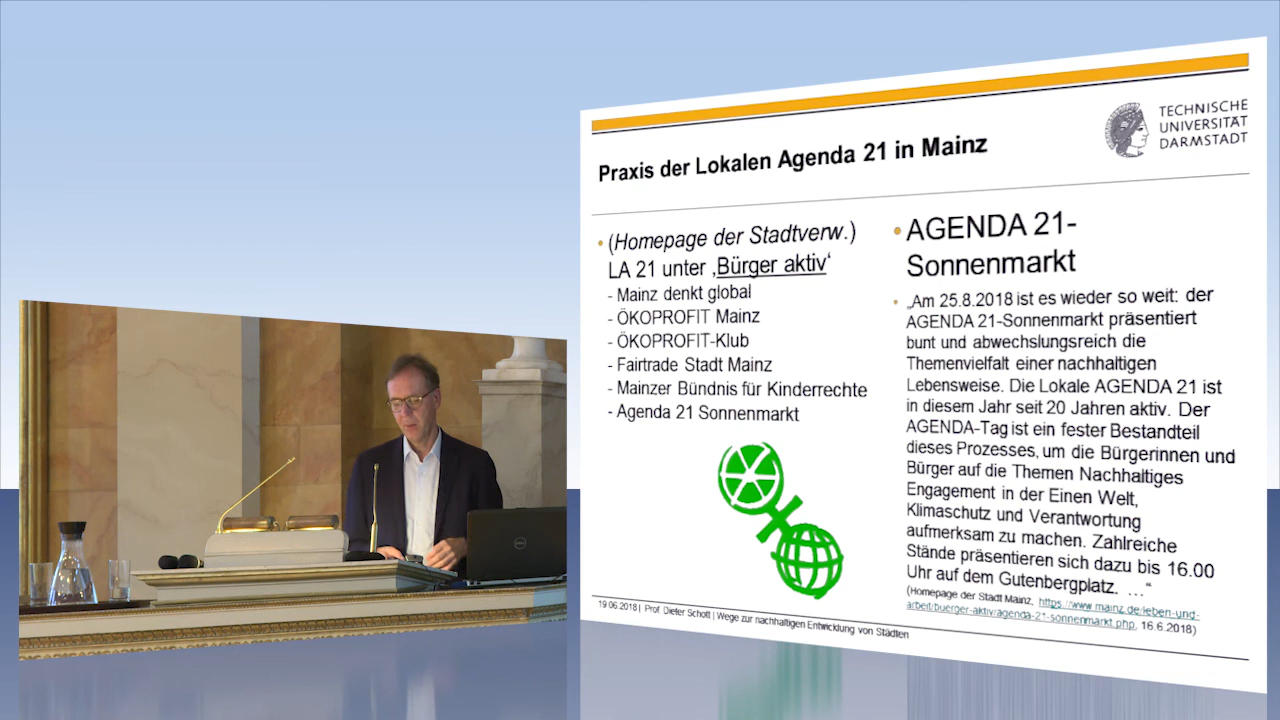 TECHNISCHE
UNIVERSITÄT
DARMSTADT
Praxis der Lokalen Agenda 21 in Mainz
• (Homepage der Stadtverw.)
LA 21 unter ‚Bürger aktiv‘
- Mainz denkt global
- ÖKOPROFIT Mainz
- ÖKOPROFIT-Klub
- Fairtrade Stadt Mainz
- Mainzer Bündnis für Kinderrechte
- Agenda 21 Sonnenmarkt
• AGENDA 21-
Sonnenmarkt
• „Am 25.8.2018 ist es wieder so weit: der
AGENDA 21-Sonnenmarkt präsentiert
bunt und abwechslungsreich die
Themenvielfalt einer nachhaltigen
Lebensweise. Die Lokale AGENDA 21 ist
in diesem Jahr seit 20 Jahren aktiv. Der
AGENDA-Tag ist ein fester Bestandteil
dieses Prozesses, um die Bürgerinnen und
Bürger auf die Themen Nachhaltiges
Engagement in der Einen Welt,
Klimaschutz und Verantwortung
aufmerksam zu machen. Zahlreiche
Stände präsentieren sich dazu bis 16.00
Uhr auf dem Gutenbergplatz. …“
(Homepage der Stadt Mainz, https://www.mainz.de/leben-und-
arbeit/buerger-aktiv/agenda-21-sonnenmarkt.php, 16.6.2018)
19.06.2018 | Prof. Dieter Schott | Wege zur nachhaltigen Entwicklung von Städten
DELL